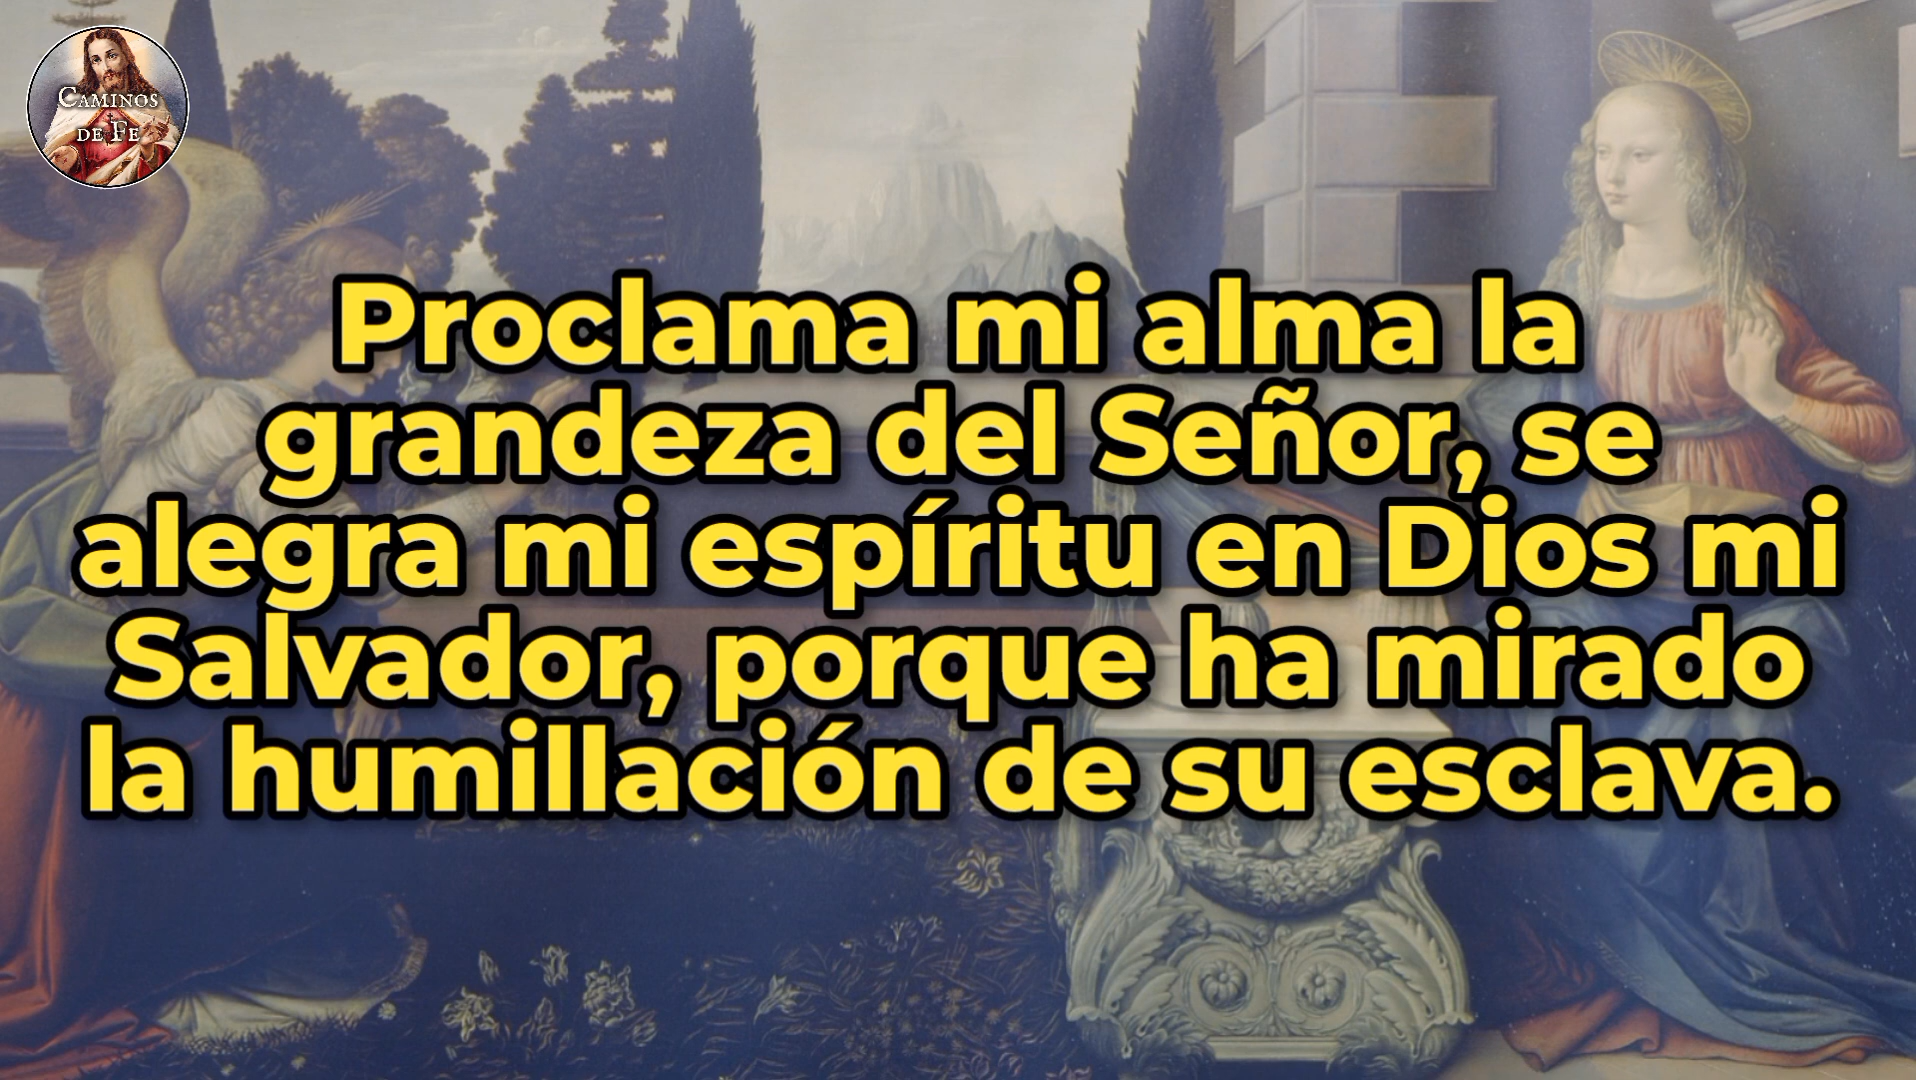 CAMINOS
DE FE
Proclama mi alma la
grandeza del Señor, se
alegra mi espíritu en Dios mi
Salvador, porque ha mirado
la humillación de su esclava.